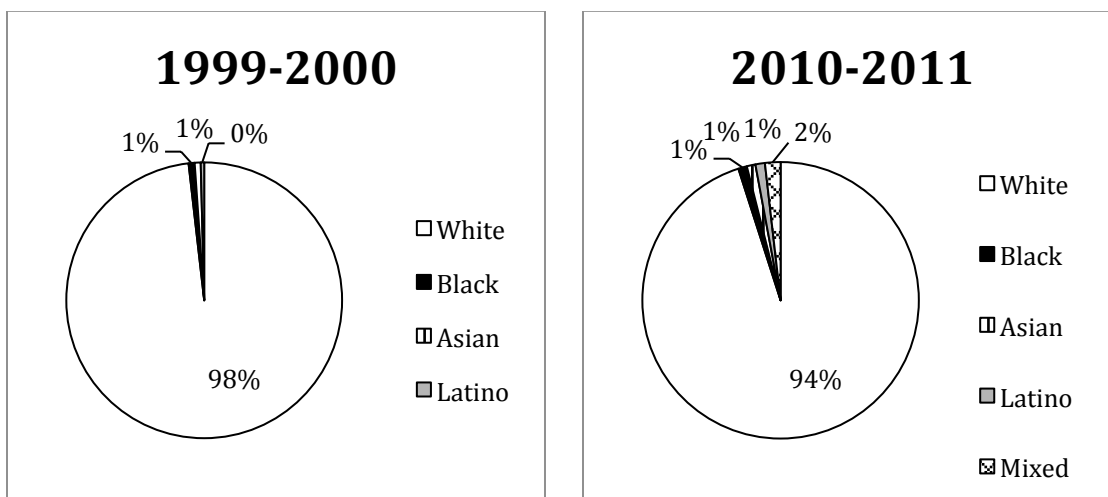 1999-2000
1%
1%
0%
98%
White
Black
Asian
Latino
2010-2011
1%
1%
1%
2%
94%
White
Black
Asian
Latino
Mixed